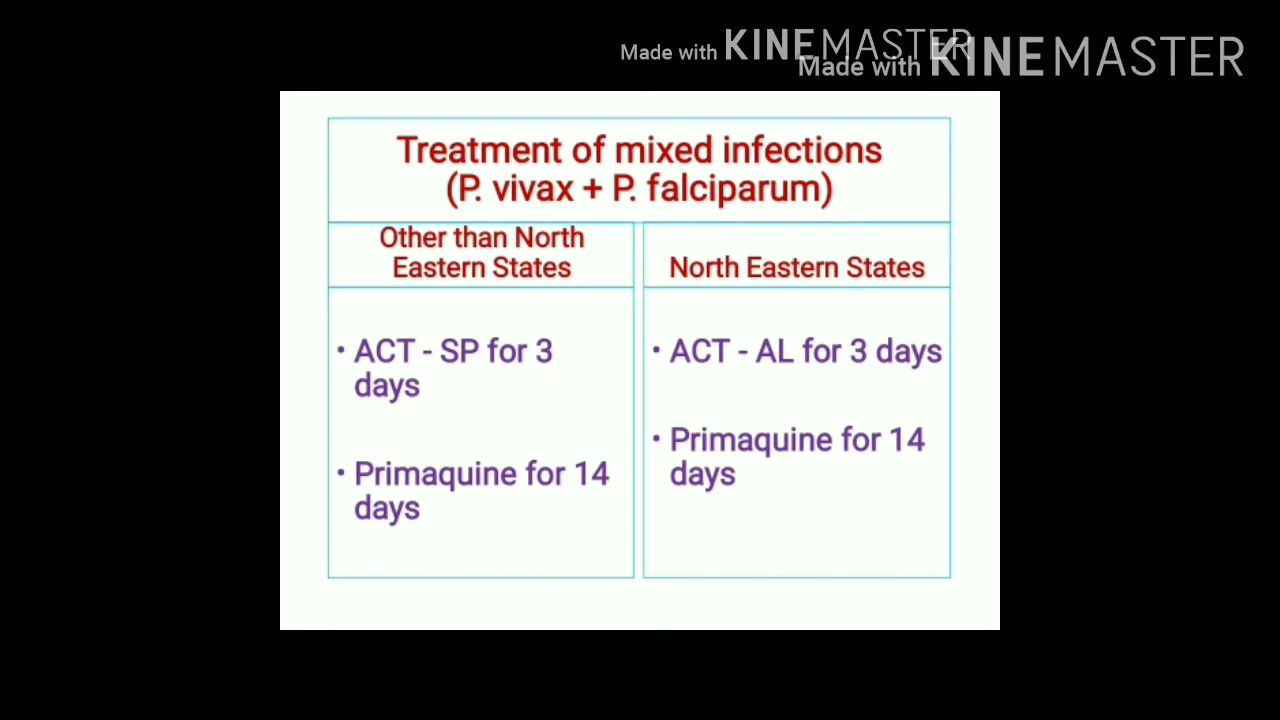 Made with KINEMASTER
Made with KINEMASTER
Treatment of mixed infections
(P. vivax + P. falciparum)
Other than North
Eastern States
North Eastern States
• ACT - SP for 3
days
• Primaquine for 14
days
• ACT - AL for 3 days
• Primaquine for 14
days